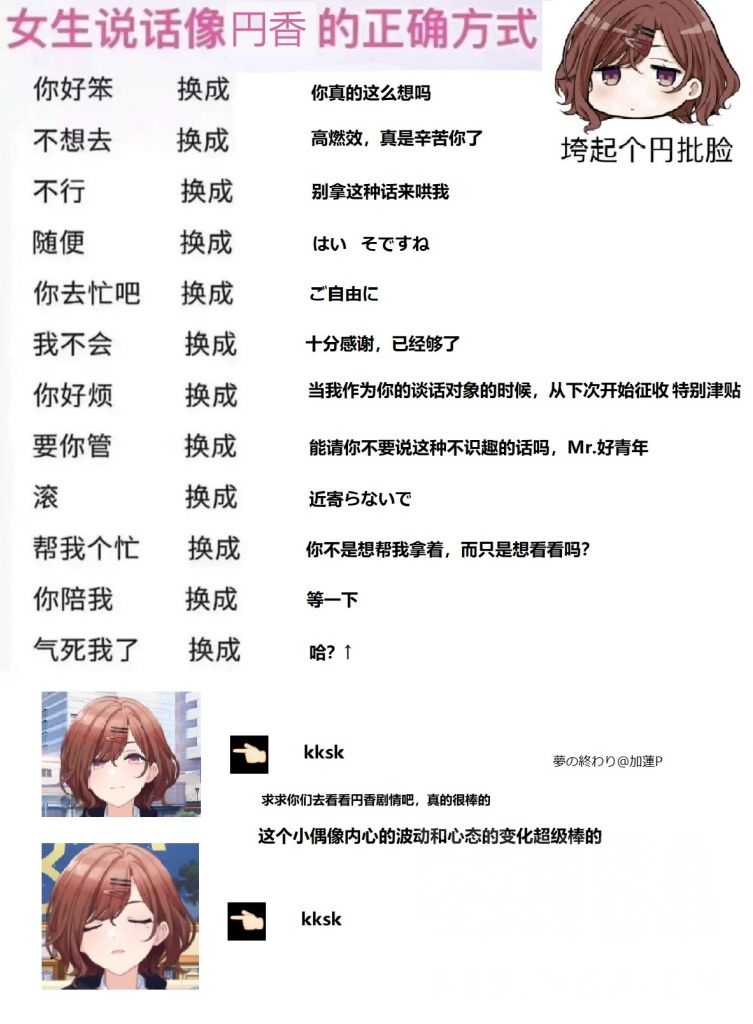 女生说话像円香 的正确方式
垮起个円批脸
你好笨 换成 你真的这么想吗
不想去 换成 高燃效，真是辛苦你了
不行 换成 别拿这种话来哄我
随便 换成 はい そですね
你去忙吧 换成 ご自由に
我不会 换成 十分感谢，已经够了
你好烦 换成 当我作为你的谈话对象的时候，从下次开始征收 特别津贴
要你管 换成 能请你不要说这种不识趣的话吗，Mr.好青年
滚 换成 近寄らないで
帮我个忙 换成 你不是想帮我拿着，而只是想看看吗？
你陪我 换成 等一下
气死我了 换成 哈？↑
kksk
夢の終わり@加蓮P
求求你们去看看円香剧情吧，真的很棒的
这个小偶像内心的波动和心态的变化超级棒的
kksk